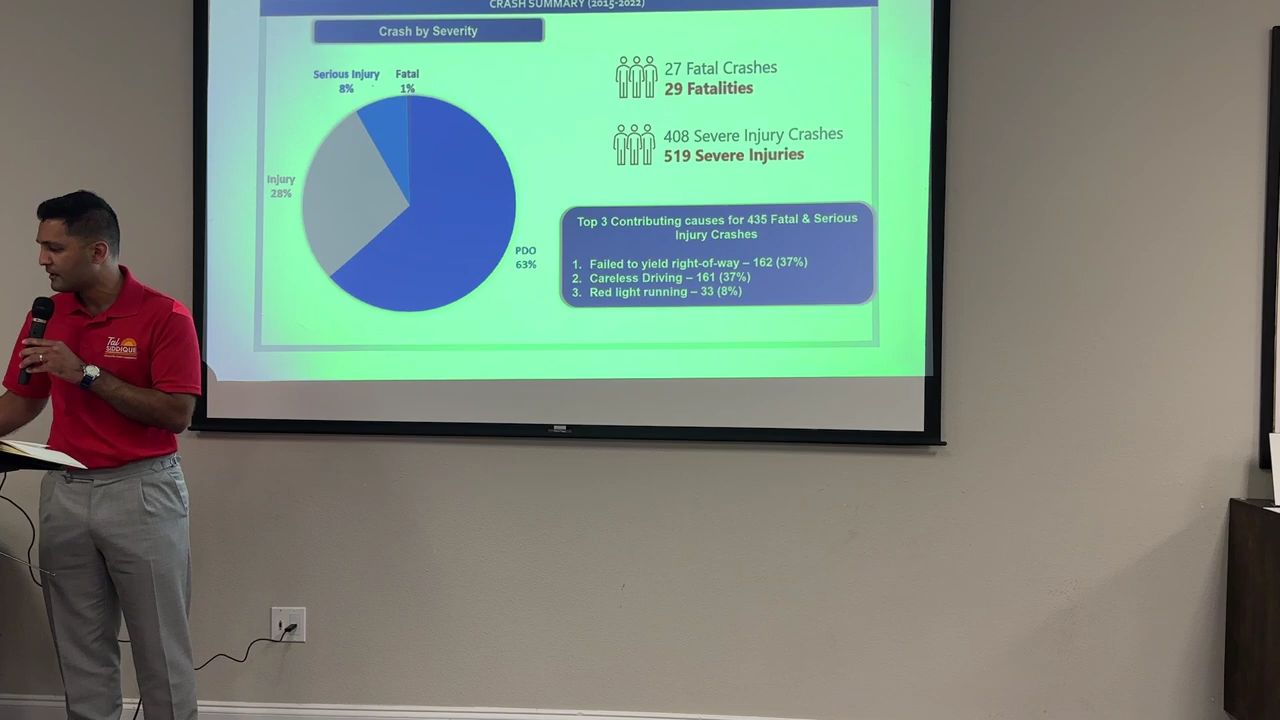 CRASH SUMMARY (2015-2022)
Crash by Severity
Serious Injury
8%
Fatal
1%
Injury
28%
PDO
63%
27 Fatal Crashes
29 Fatalities
408 Severe Injury Crashes
519 Severe Injuries
Top 3 Contributing causes for 435 Fatal & Serious
Injury Crashes
1. Failed to yield right-of-way – 162 (37%)
2. Careless Driving – 161 (37%)
3. Red light running – 33 (8%)
Tal
SIDDIQUE